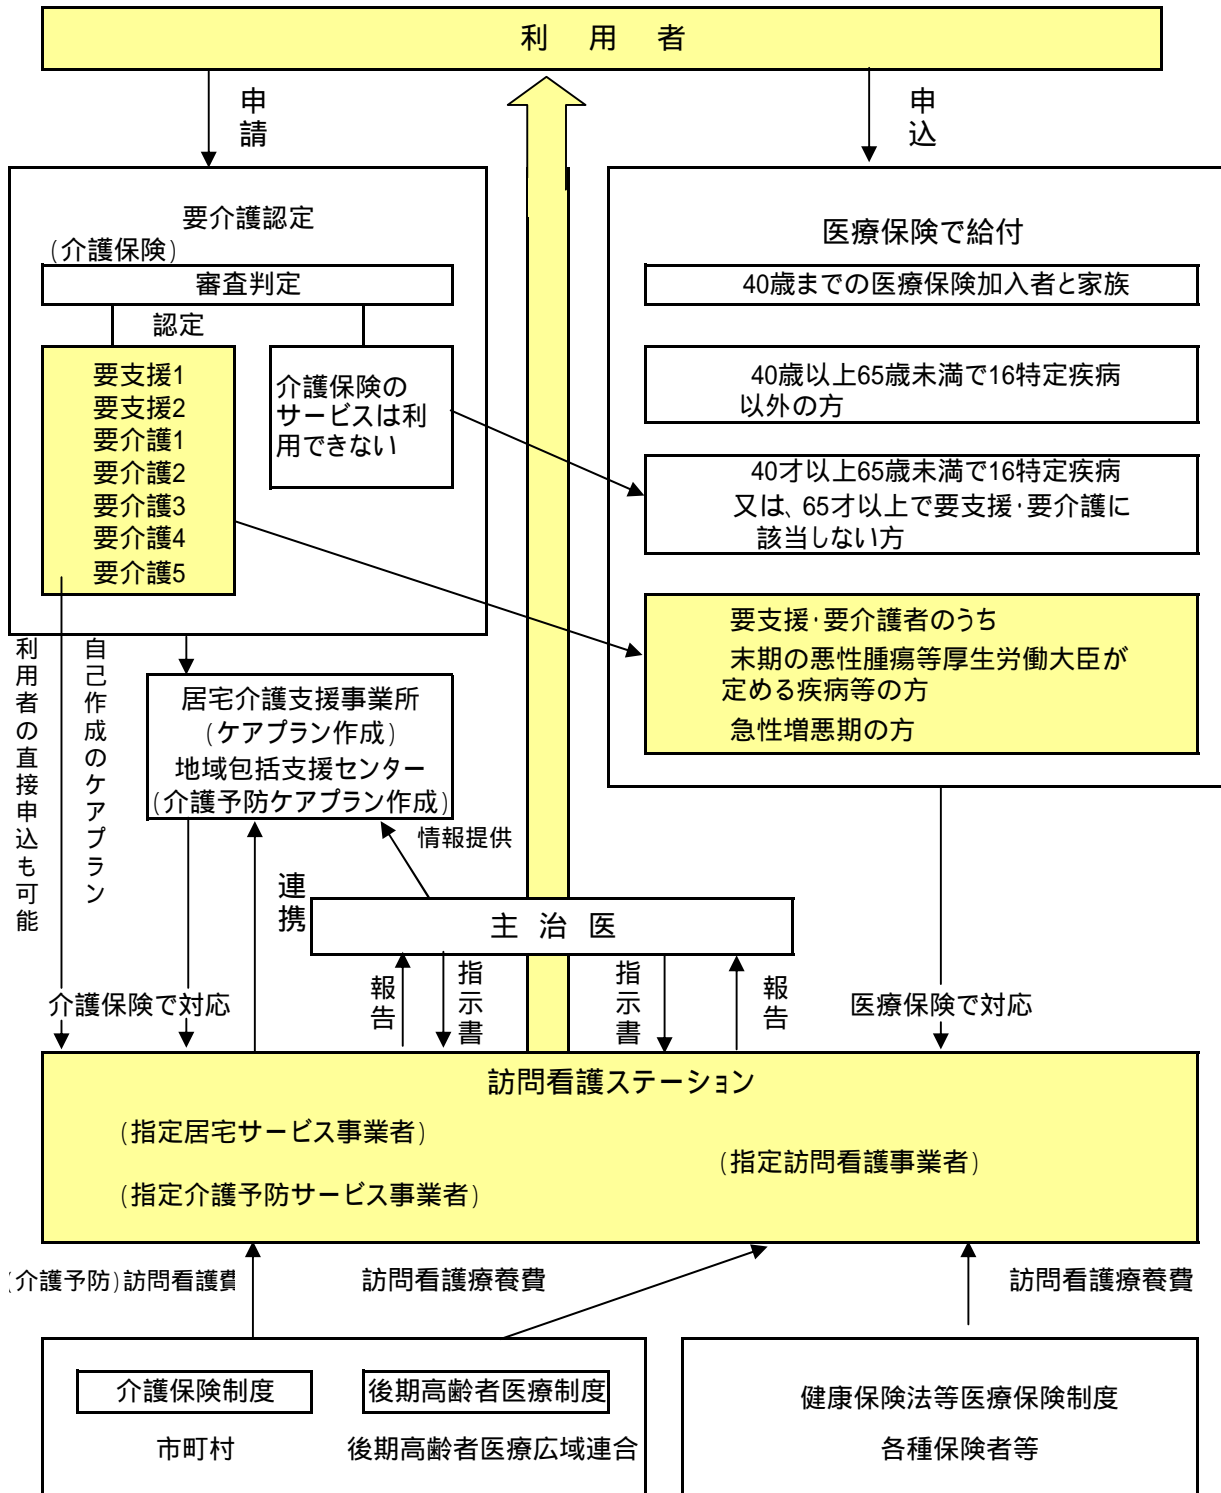 利用者
申請
申込
要介護認定
(介護保険)
審査判定
認定
要支援1
要支援2
要介護1
要介護2
要介護3
要介護4
要介護5
介護保険の
サービスは利
用できない
医療保険で給付
40歳までの医療保険加入者と家族
40歳以上65歳未満で16特定疾病
以外の方
40才以上65歳未満で16特定疾病
又は、65才以上で要支援・要介護に
該当しない方
要支援・要介護者のうち
末期の悪性腫瘍等厚生労働大臣が
定める疾病等の方
急性増悪期の方
利用者の直接申込も可能
自己作成のケアプラン
居宅介護支援事業所
(ケアプラン作成)
地域包括支援センター
(介護予防ケアプラン作成)
情報提供
連携
主治医
報告
指示書
指示書
報告
介護保険で対応
医療保険で対応
訪問看護ステーション
(指定居宅サービス事業者)
(指定訪問看護事業者)
(指定介護予防サービス事業者)
(介護予防)訪問看護費
訪問看護療養費
訪問看護療養費
介護保険制度
後期高齢者医療制度
市町村
後期高齢者医療広域連合
健康保険法等医療保険制度
各種保険者等